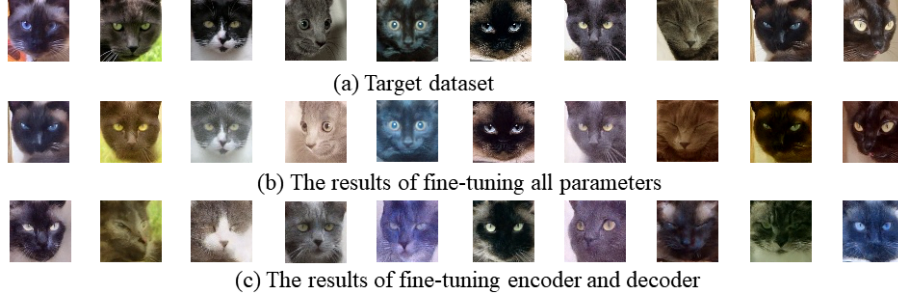 (a) Target dataset
(b) The results of fine-tuning all parameters
(c) The results of fine-tuning encoder and decoder